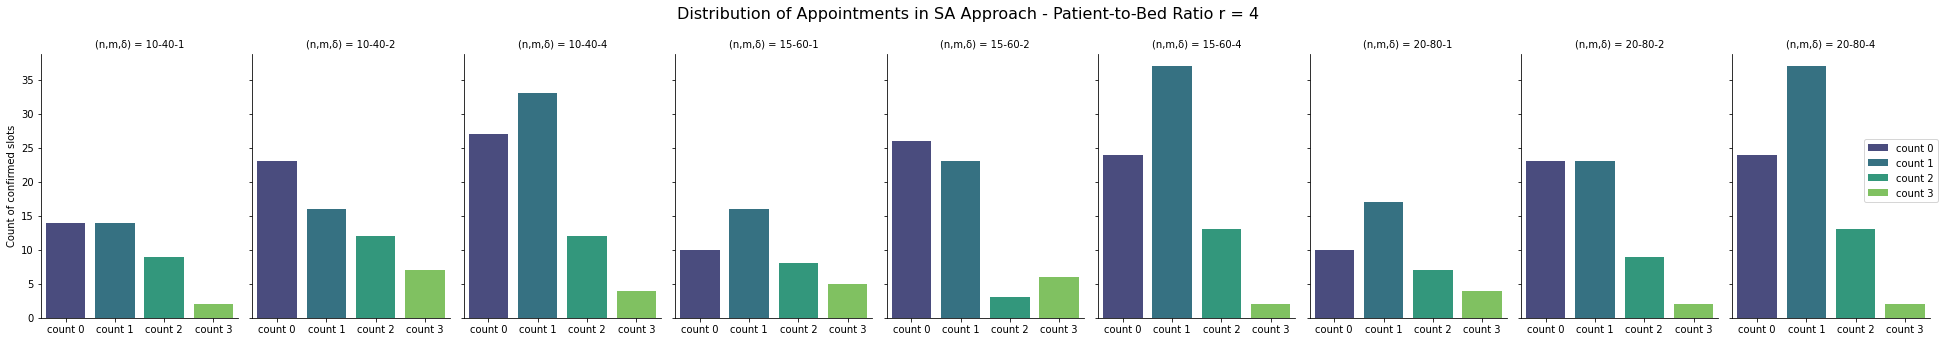 Distribution of Appointments in SA Approach - Patient-to-Bed Ratio r = 4
(n,m,δ) = 10-40-1
(n,m,δ) = 10-40-2
(n,m,δ) = 10-40-4
(n,m,δ) = 15-60-1
(n,m,δ) = 15-60-2
(n,m,δ) = 15-60-4
(n,m,δ) = 20-80-1
(n,m,δ) = 20-80-2
(n,m,δ) = 20-80-4
Count of confirmed slots
35
30
25
20
15
10
5
0
count 0 count 1 count 2 count 3
count 0 count 1 count 2 count 3
count 0 count 1 count 2 count 3
count 0 count 1 count 2 count 3
count 0 count 1 count 2 count 3
count 0 count 1 count 2 count 3
count 0 count 1 count 2 count 3
count 0 count 1 count 2 count 3
count 0 count 1 count 2 count 3
count 0
count 1
count 2
count 3